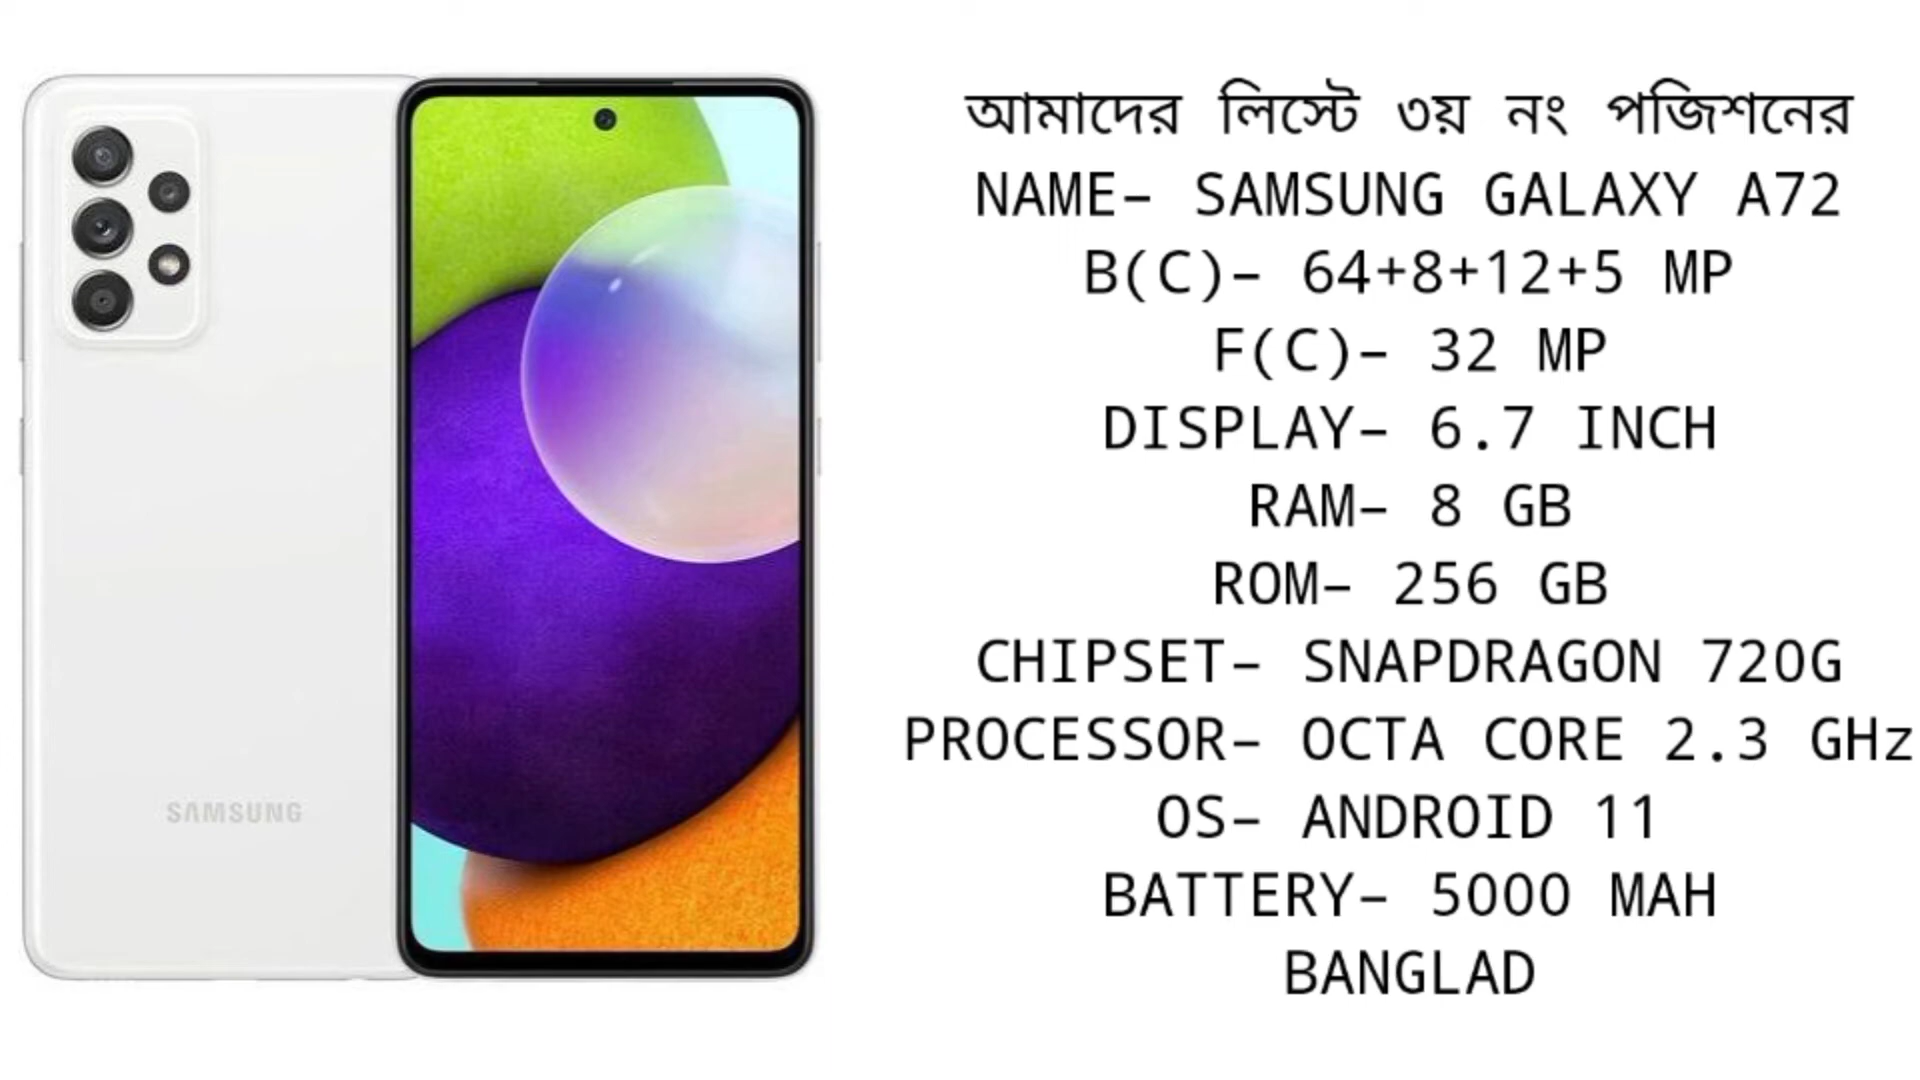 SAMSUNG
আমাদের লিস্টে ৩য় নং পজিশনের
NAME– SAMSUNG GALAXY A72
B(C)– 64+8+12+5 MP
F(C)– 32 MP
DISPLAY– 6.7 INCH
RAM– 8 GB
ROM– 256 GB
CHIPSET– SNAPDRAGON 720G
PROCESSOR– OCTA CORE 2.3 GHz
OS– ANDROID 11
BATTERY– 5000 MAH
BANGLAD